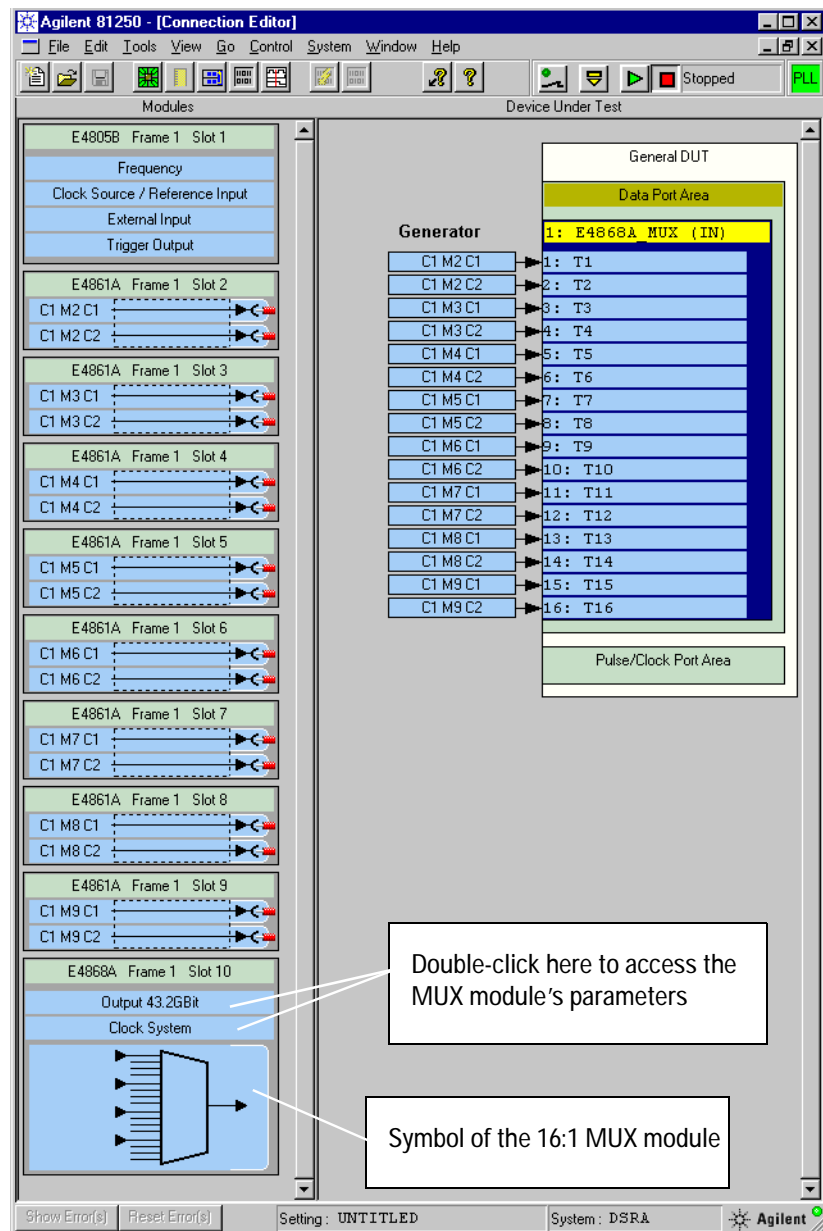 Agilent 81250 - [Connection Editor]
File Edit Tools View Go Control System Window Help
Stopped
PLL
Modules
Device Under Test
E4805B Frame 1 Slot 1
Frequency
Clock Source / Reference Input
External Input
Trigger Output
E4861A Frame 1 Slot 2
C1 M2 C1
C1 M2 C2
E4861A Frame 1 Slot 3
C1 M3 C1
C1 M3 C2
E4861A Frame 1 Slot 4
C1 M4 C1
C1 M4 C2
E4861A Frame 1 Slot 5
C1 M5 C1
C1 M5 C2
E4861A Frame 1 Slot 6
C1 M6 C1
C1 M6 C2
E4861A Frame 1 Slot 7
C1 M7 C1
C1 M7 C2
E4861A Frame 1 Slot 8
C1 M8 C1
C1 M8 C2
E4861A Frame 1 Slot 9
C1 M9 C1
C1 M9 C2
E4868A Frame 1 Slot 10
Output 43.2GBit
Clock System
General DUT
Data Port Area
Generator
1: E4868A_MUX (IN)
C1 M2 C1 1: T1
C1 M2 C2 2: T2
C1 M3 C1 3: T3
C1 M3 C2 4: T4
C1 M4 C1 5: T5
C1 M4 C2 6: T6
C1 M5 C1 7: T7
C1 M5 C2 8: T8
C1 M6 C1 9: T9
C1 M6 C2 10: T10
C1 M7 C1 11: T11
C1 M7 C2 12: T12
C1 M8 C1 13: T13
C1 M8 C2 14: T14
C1 M9 C1 15: T15
C1 M9 C2 16: T16
Pulse/Clock Port Area
Double-click here to access the
MUX module's parameters
Symbol of the 16:1 MUX module
Show Error(s) Reset Error(s) Setting: UNTITLED System: DSRA Agilent